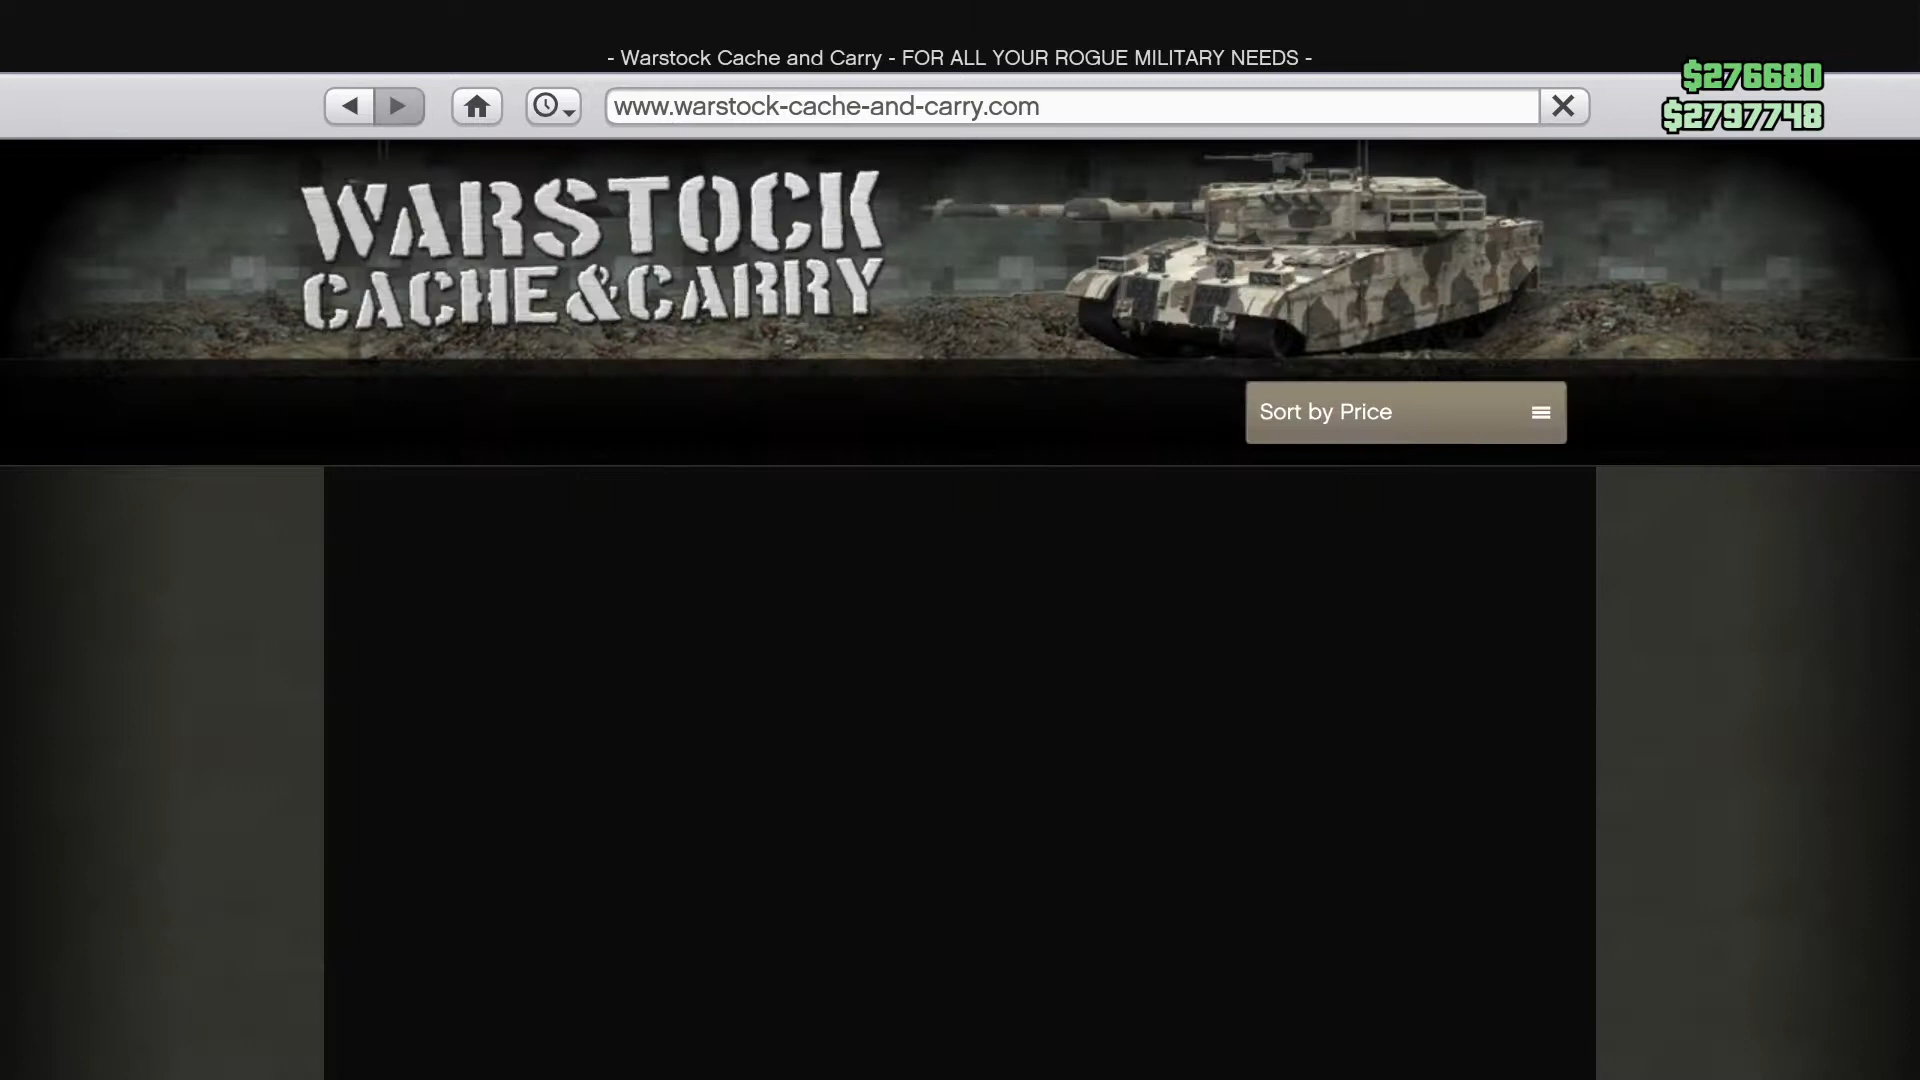 - Warstock Cache and Carry - FOR ALL YOUR ROGUE MILITARY NEEDS -
$276680
www.warstock-cache-and-carry.com
$2797748
WARSTOCK
CACHE & CARRY
Sort by Price